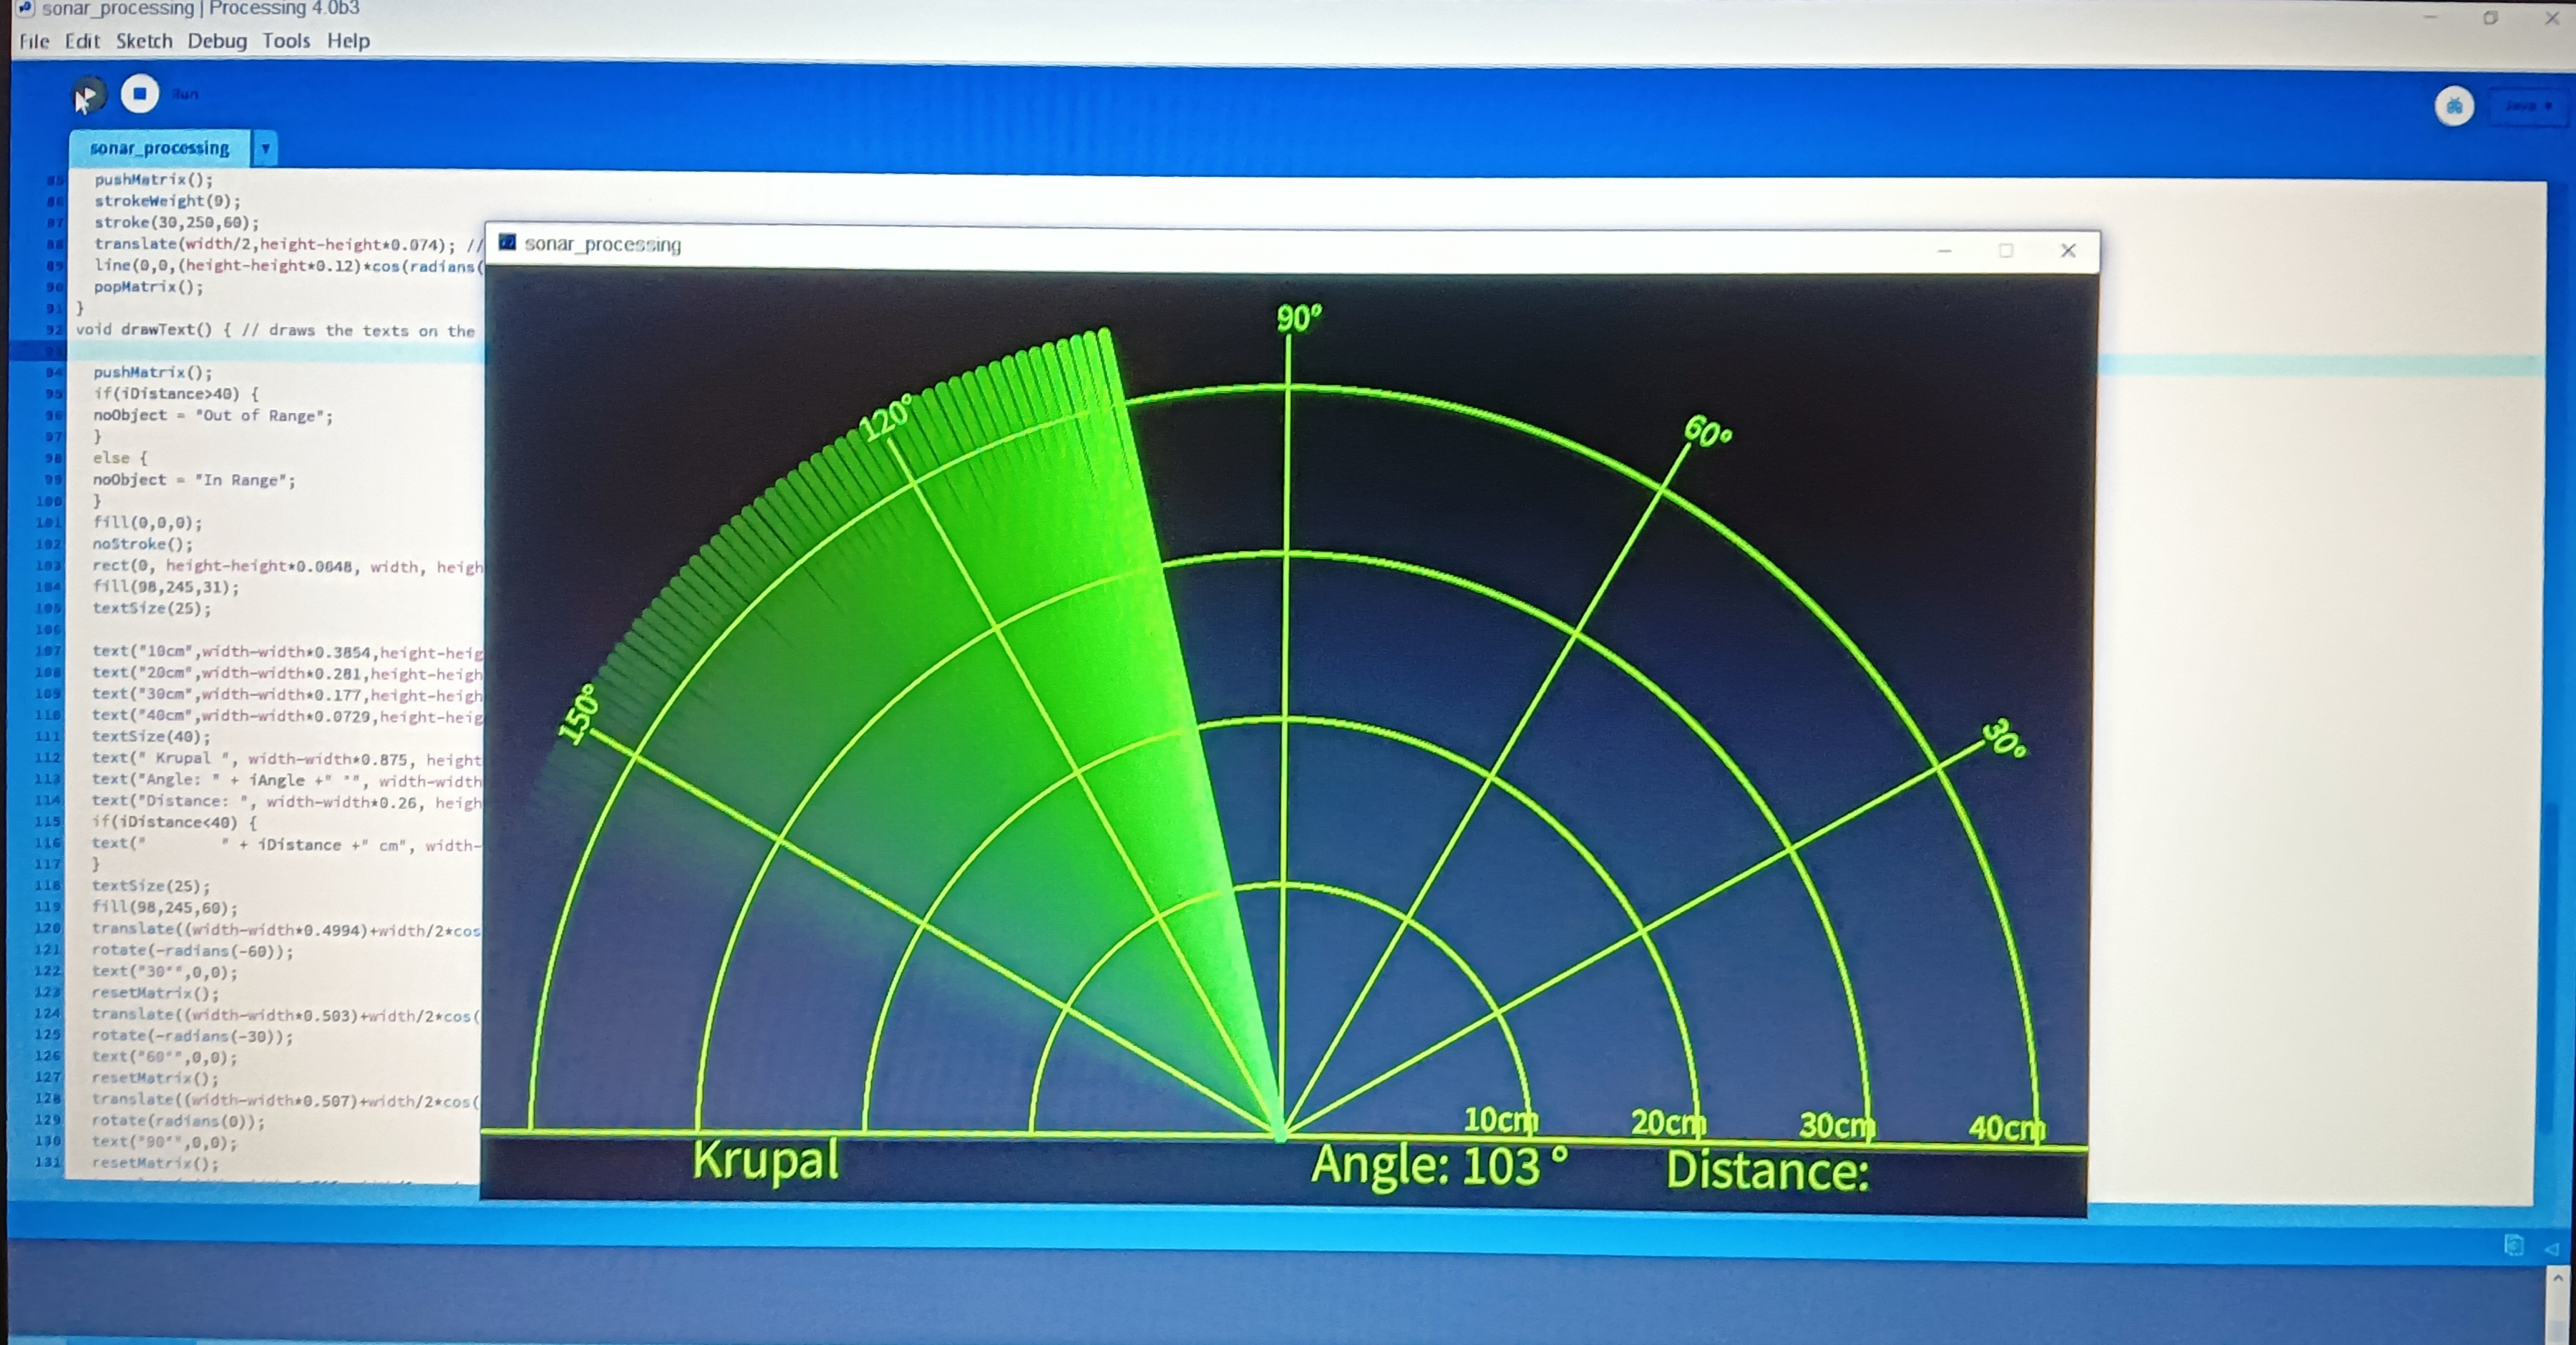 sonar_processing | Processing 4.0b3
File Edit Sketch Debug Tools Help
Run
Java
sonar_processing
85 pushMatrix();
86 strokeWeight(9);
87 stroke(30,250,60);
88 translate(width/2,height-height*0.074); //
89 line(0,0,(height-height*0.12)*cos(radians(
90 popMatrix();
91 }
92 void drawText() { // draws the texts on the
93
94 pushMatrix();
95 if(iDistance>40) {
96 noObject = "Out of Range";
97 }
98 else {
99 noObject = "In Range";
100 }
101 fill(0,0,0);
102 noStroke();
103 rect(0, height-height*0.0648, width, heigh
104 fill(98,245,31);
105 textSize(25);
106
107 text("10cm",width-width*0.3854,height-heig
108 text("20cm",width-width*0.281,height-heigh
109 text("30cm",width-width*0.177,height-heigh
110 text("40cm",width-width*0.0729,height-heig
111 textSize(40);
112 text(" Krupal ", width-width*0.875, height
113 text("Angle: " + iAngle +" °", width-width
114 text("Distance: ", width-width*0.26, heigh
115 if(iDistance<40) {
116 text("        " + iDistance +" cm", width-
117 }
118 textSize(25);
119 fill(98,245,60);
120 translate((width-width*0.4994)+width/2*cos
121 rotate(-radians(-60));
122 text("30°",0,0);
123 resetMatrix();
124 translate((width-width*0.503)+width/2*cos(
125 rotate(-radians(-30));
126 text("60°",0,0);
127 resetMatrix();
128 translate((width-width*0.507)+width/2*cos(
129 rotate(radians(0));
130 text("90°",0,0);
131 resetMatrix();
sonar_processing
90°
120°
60°
150°
30°
10cm 20cm 30cm 40cm
Krupal Angle: 103 ° Distance: